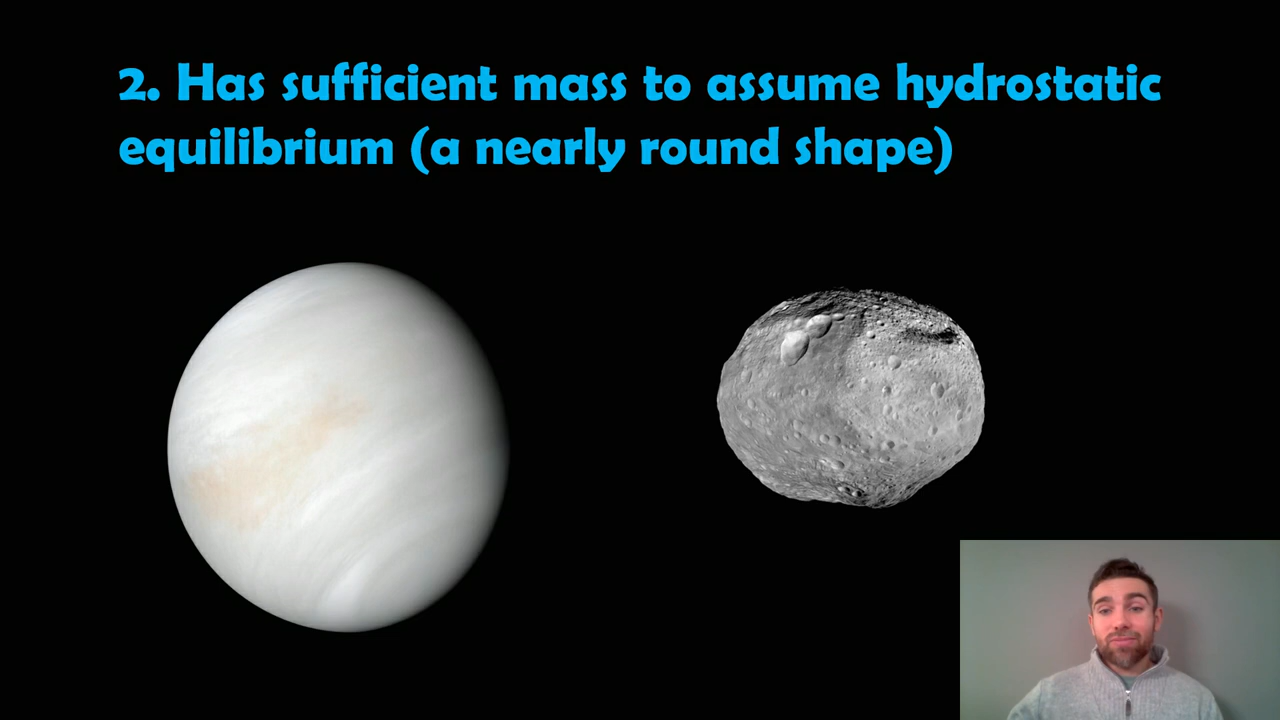 2. Has sufficient mass to assume hydrostatic
equilibrium (a nearly round shape)